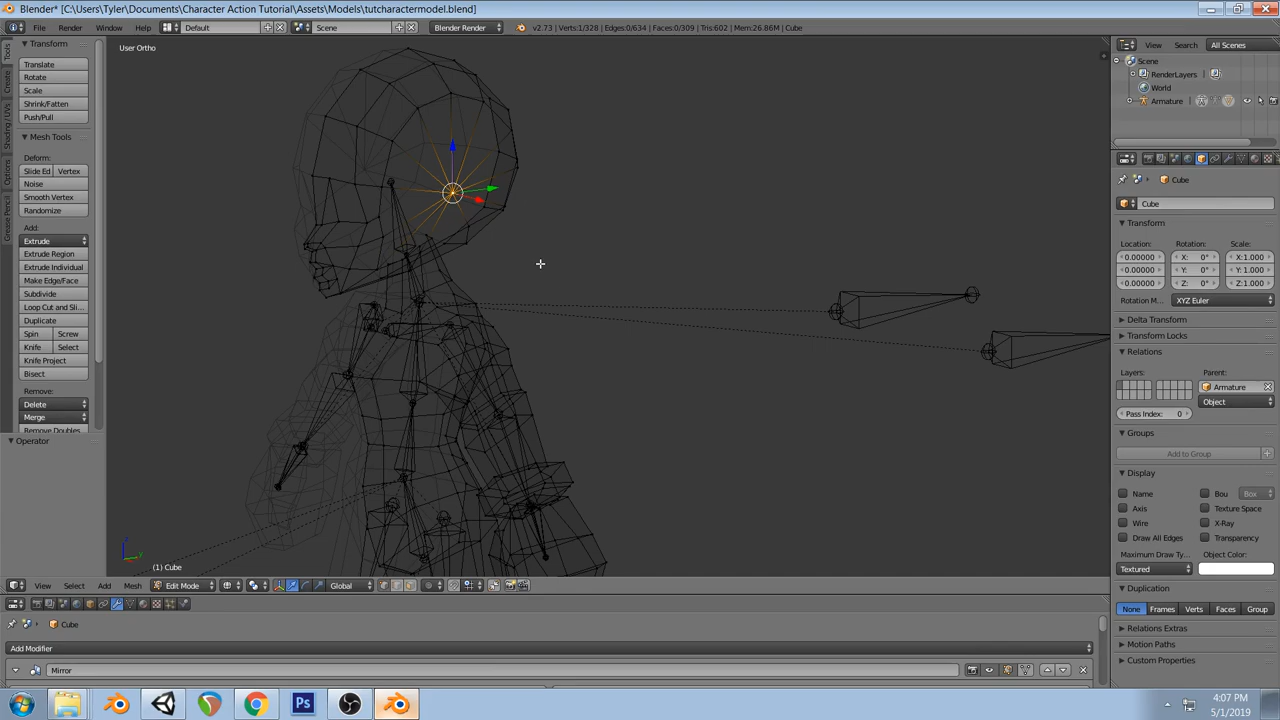 Blender* [C:\Users\Tyler\Documents\Character Action Tutorial\Assets\Models\tutcharactermodel.blend]
File Render Window Help Default Scene Blender Render v2.73 | Verts:1/328 | Edges:0/634 | Faces:0/309 | Tris:602 | Mem:26.86M | Cube
Transform
Translate
Rotate
Scale
Shrink/Fatten
Push/Pull
Mesh Tools
Deform:
Slide Ed Vertex
Noise
Smooth Vertex
Randomize
Add:
Extrude
Extrude Region
Extrude Individual
Make Edge/Face
Subdivide
Loop Cut and Sli...
Duplicate
Spin Screw
Knife Select
Knife Project
Bisect
Remove:
Delete
Merge
Remove Doubles
Operator
Tools
Create
Shading / UVs
Options
Grease Pencil
User Ortho
(1) Cube
View Select Add Mesh Edit Mode Global
Cube
Add Modifier
Mirror
View Search All Scenes
Scene
RenderLayers
World
Armature
Cube
Cube
Transform
Location: Rotation: Scale:
0.00000 X: 0° X:1.000
0.00000 Y: 0° Y:1.000
0.00000 Z: 0° Z:1.000
Rotation M... XYZ Euler
Delta Transform
Transform Locks
Relations
Layers: Parent:
Armature
Object
Pass Index: 0
Groups
Add to Group
Display
Name Bou Box
Axis Texture Space
Wire X-Ray
Draw All Edges Transparency
Maximum Draw Ty... Object Color:
Textured
Duplication
None Frames Verts Faces Group
Relations Extras
Motion Paths
Custom Properties
Ps
4:07 PM
5/1/2019